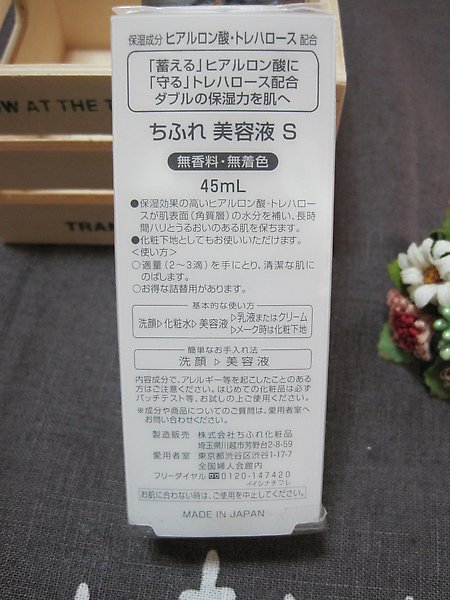 保湿成分 ヒアルロン酸・トレハロース 配合
「蓄える」ヒアルロン酸に
「守る」トレハロース配合
ダブルの保湿力を肌へ
ちふれ 美容液 S
無香料・無着色
45mL
●保湿効果の高いヒアルロン酸・トレハロー
スが肌表面(角質層)の水分を補い、長時
間ハリとうるおいのある肌を保ちます。
●化粧下地としてもお使いいただけます。
<使い方>
○適量(2~3滴)を手にとり、清潔な肌に
のばします。
○お得な詰替用があります。
基本的な使い方
洗顔▷化粧水▷美容液
▷乳液またはクリーム
▷メーク時は化粧下地
簡単なお手入れ法
洗顔 ▷ 美容液
内容成分で、アレルギー等を起こしたことのある
方はご注意ください。はじめての化粧品は必ず
パッチテスト等、お試しの上ご使用ください。
※成分や商品についてのご質問は、愛用者室へ
お問い合わせください。
製造販売 株式会社ちふれ化粧品
埼玉県川越市芳野台2-8-59
愛用者室 東京都渋谷区渋谷1-17-7
全国婦人会館内
フリーダイヤル 0120-147420
イイシナチフレ
お肌に合わない時は、ご使用を中止してください。
MADE IN JAPAN
OW AT THE T
TRAN